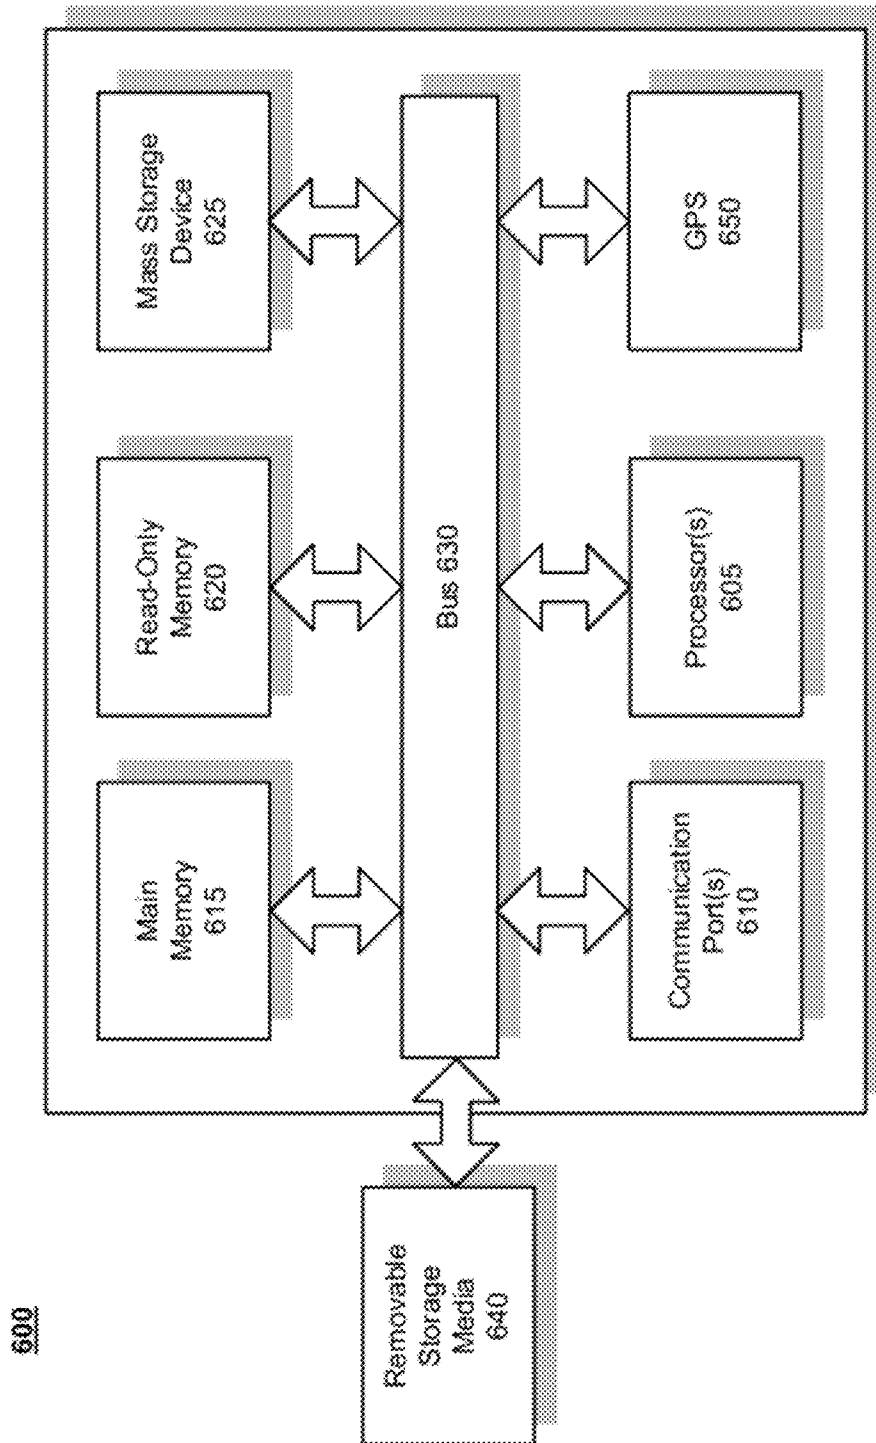 600
Main
Memory
615
Read-Only
Memory
620
Mass Storage
Device
625
Bus 630
Removable
Storage
Media
640
Communication
Port(s)
610
Processor(s)
605
GPS
650